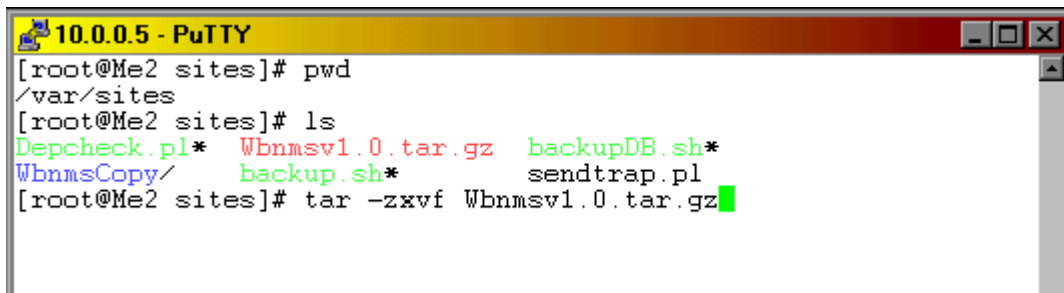 10.0.0.5 - PuTTY
[root@Me2 sites]# pwd
/var/sites
[root@Me2 sites]# ls
Depcheck.pl*  Wbnmsv1.0.tar.gz  backupDB.sh*
WbnmsCopy/    backup.sh*        sendtrap.pl
[root@Me2 sites]# tar -zxvf Wbnmsv1.0.tar.gz